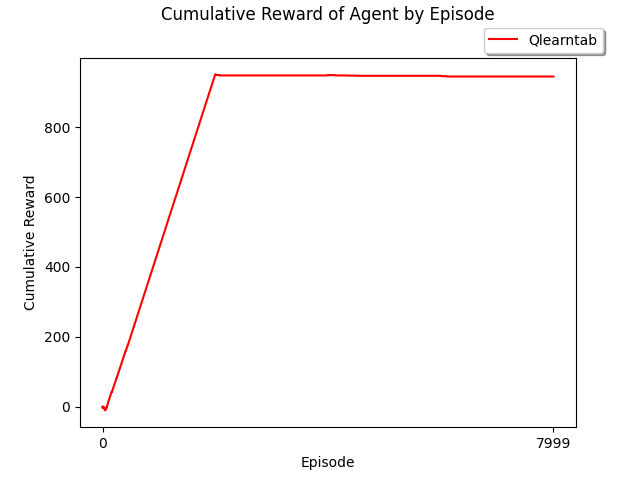 Cumulative Reward of Agent by Episode
Qlearntab
800
600
400
200
0
Cumulative Reward
0
7999
Episode